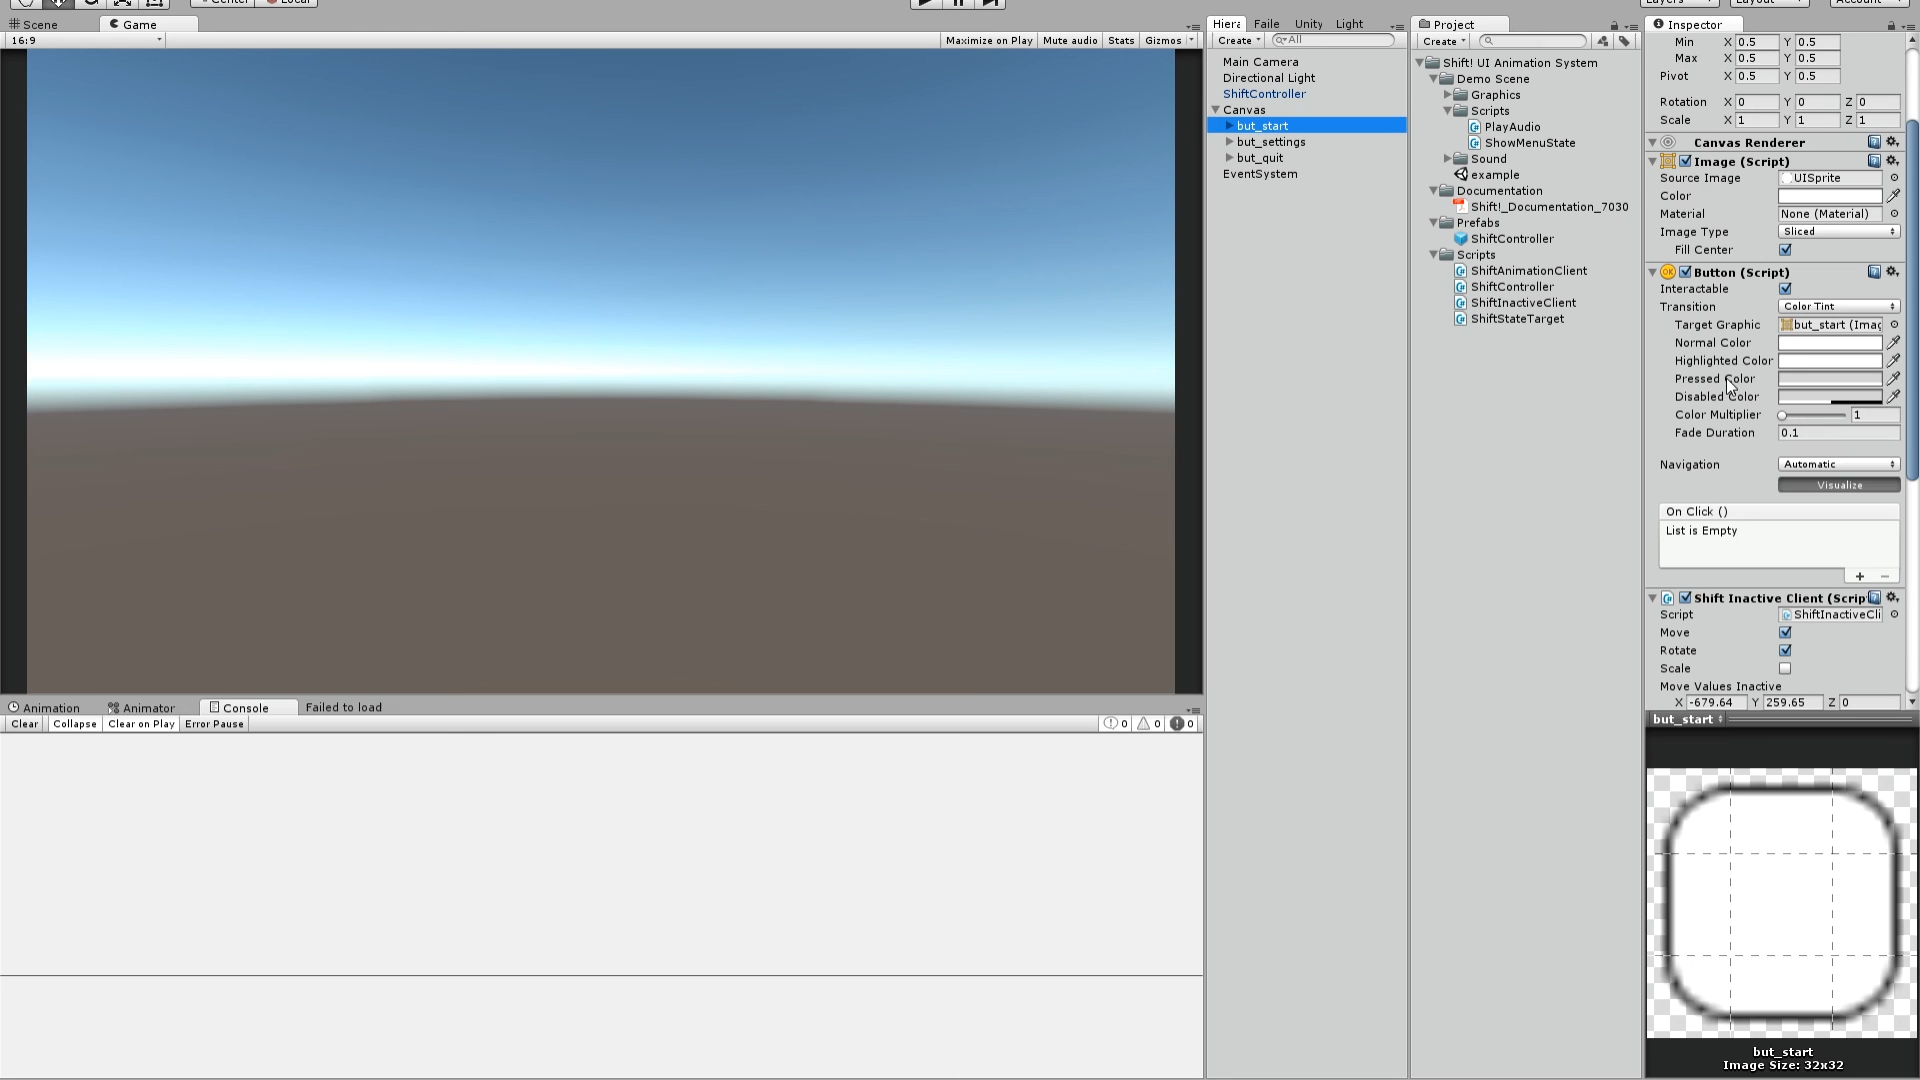 Center
Local
Layers
Layout
Account
Scene
Game
16:9
Maximize on Play
Mute audio
Stats
Gizmos
Hiera
Faile
Unity
Light
Create
All
Main Camera
Directional Light
ShiftController
Canvas
but_start
but_settings
but_quit
EventSystem
Project
Create
Shift! UI Animation System
Demo Scene
Graphics
Scripts
PlayAudio
ShowMenuState
Sound
example
Documentation
Shift!_Documentation_7030
Prefabs
ShiftController
Scripts
ShiftAnimationClient
ShiftController
ShiftInactiveClient
ShiftStateTarget
Inspector
Min X 0.5 Y 0.5
Max X 0.5 Y 0.5
Pivot X 0.5 Y 0.5
Rotation X 0 Y 0 Z 0
Scale X 1 Y 1 Z 1
Canvas Renderer
Image (Script)
Source Image UISprite
Color
Material None (Material)
Image Type Sliced
Fill Center
OK Button (Script)
Interactable
Transition Color Tint
Target Graphic but_start (Imag
Normal Color
Highlighted Color
Pressed Color
Disabled Color
Color Multiplier 1
Fade Duration 0.1
Navigation Automatic
Visualize
On Click ()
List is Empty
+ −
Shift Inactive Client (Scrip
Script ShiftInactiveCli
Move
Rotate
Scale
Move Values Inactive
X -679.64 Y 259.65 Z 0
but_start
but_start
Image Size: 32x32
Animation
Animator
Console
Failed to load
Clear
Collapse
Clear on Play
Error Pause
0
0
0